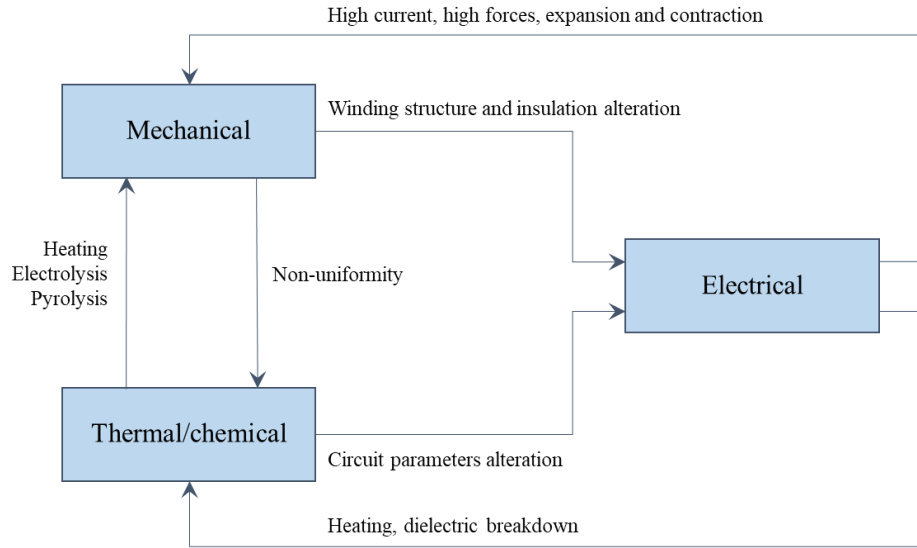 High current, high forces, expansion and contraction
Mechanical
Winding structure and insulation alteration
Heating
Electrolysis
Pyrolysis
Non-uniformity
Electrical
Thermal/chemical
Circuit parameters alteration
Heating, dielectric breakdown